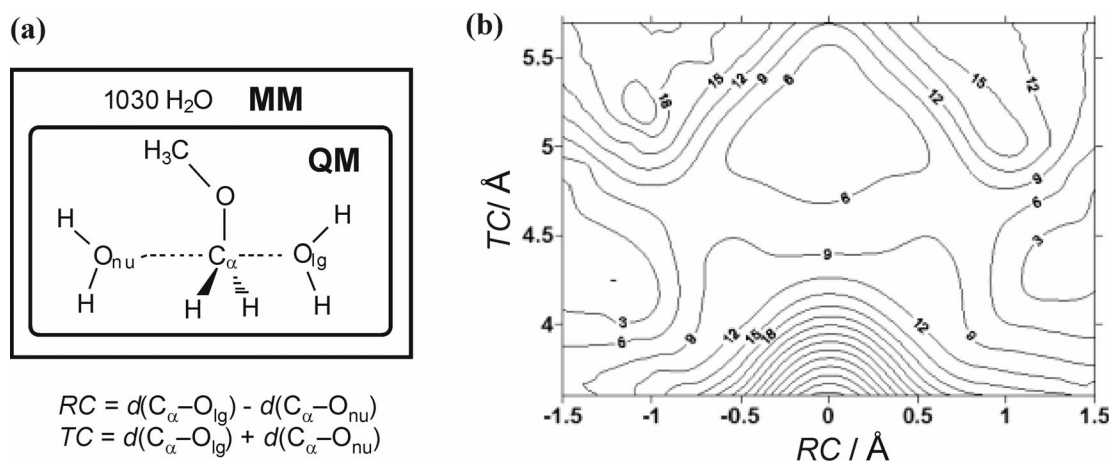 (a)
1030 H₂O MM
H₃C QM
O
H H
Oₙᵤ Cα Olg
H H H H
RC = d(Cα–Olg) - d(Cα–Oₙᵤ)
TC = d(Cα–Olg) + d(Cα–Oₙᵤ)
(b)
TC/ Å
5.5
5
4.5
4
15 12 9 6 15 12
18 12
9
6 6
3
9
3
6 9 12 15 18 12 9
-1.5 -1 -0.5 0 0.5 1 1.5
RC / Å